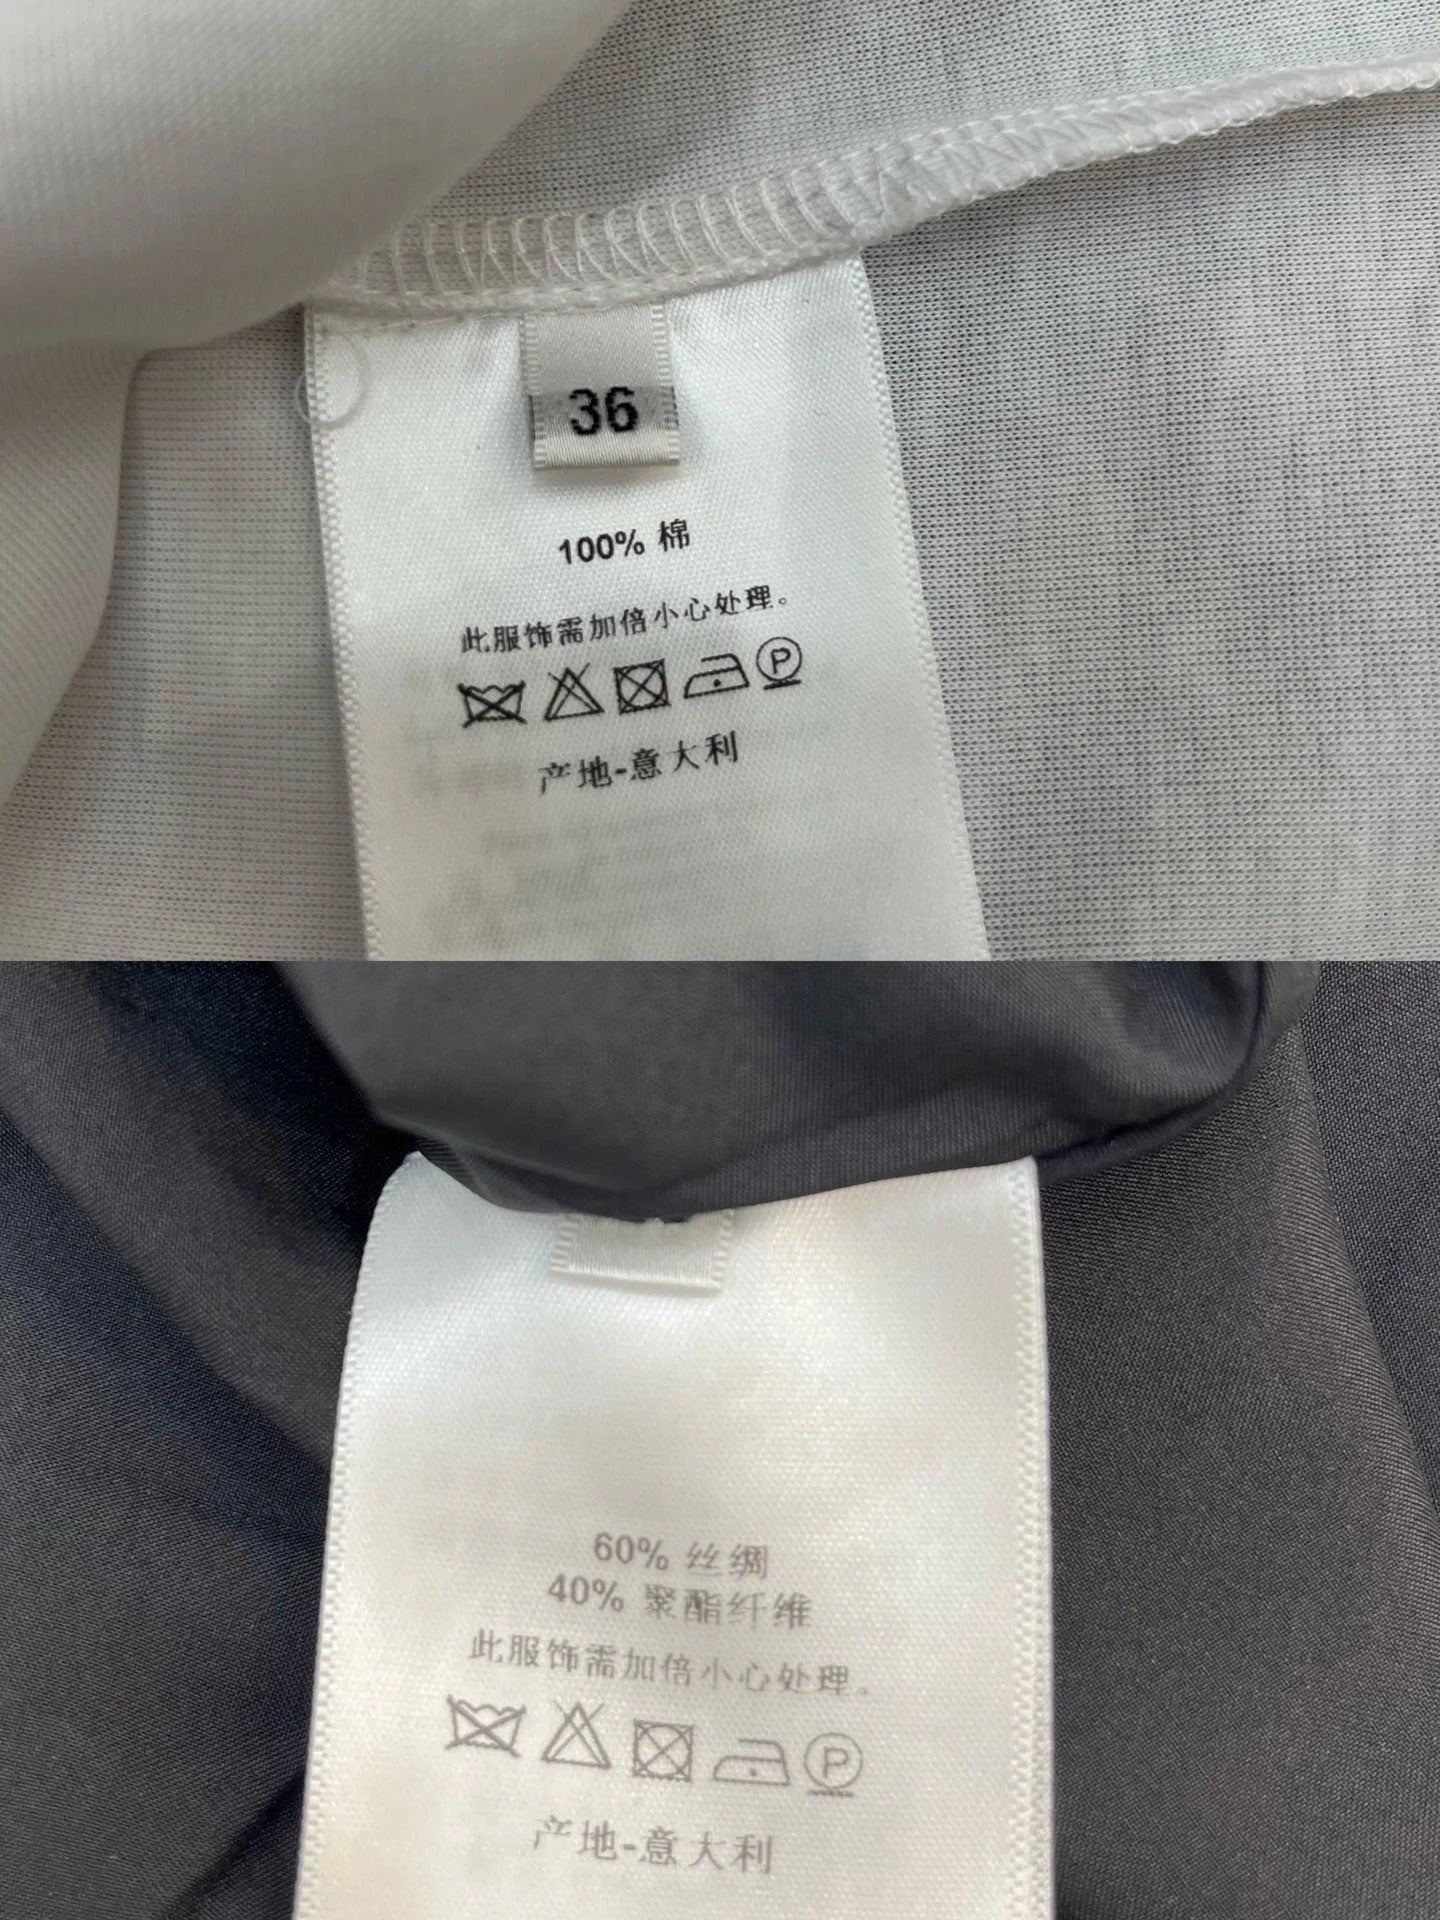 36
100% 棉
此服饰需加倍小心处理。
P
产地-意大利
60% 丝绸
40% 聚酯纤维
此服饰需加倍小心处理。
P
产地-意大利